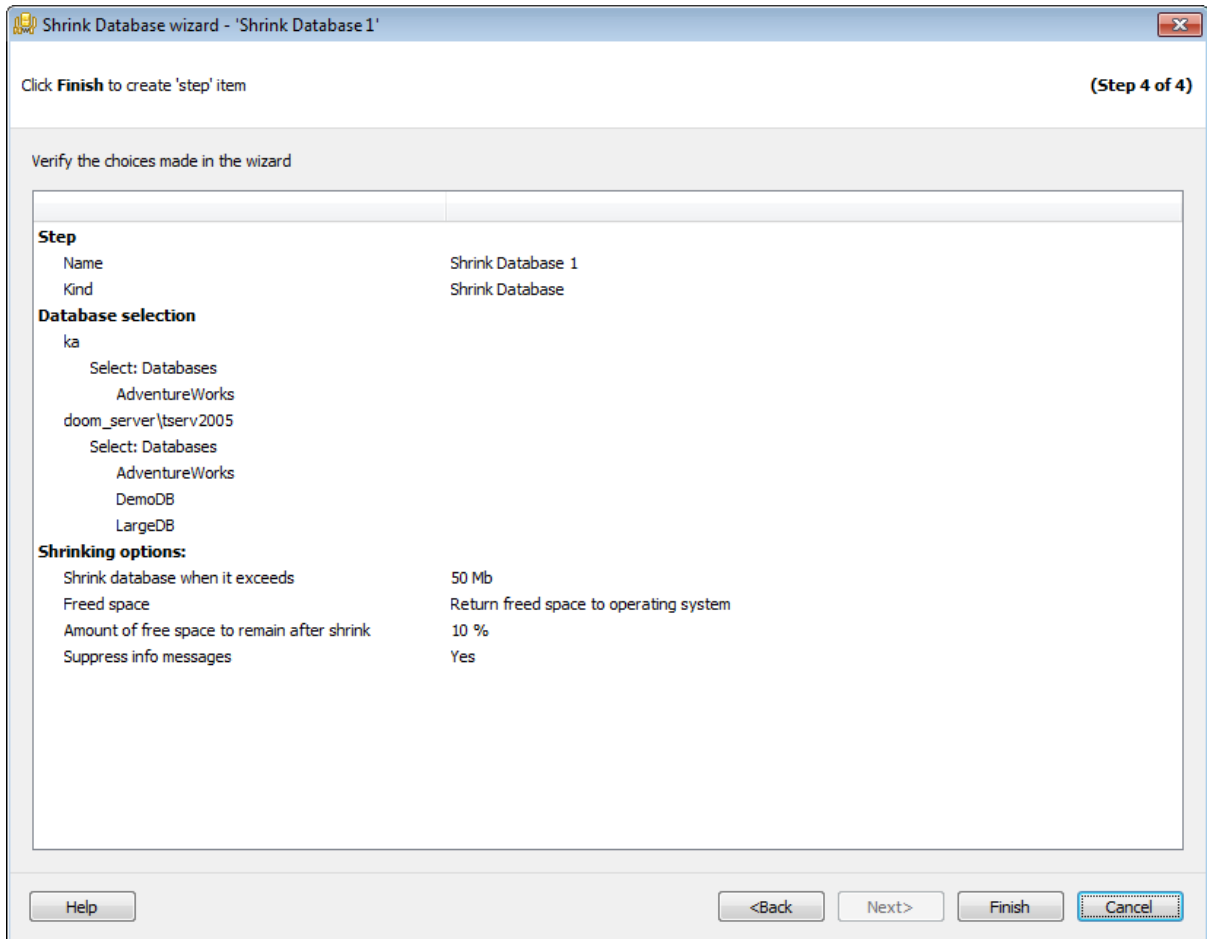 Shrink Database wizard - 'Shrink Database 1'
Click Finish to create 'step' item (Step 4 of 4)
Verify the choices made in the wizard
Step
Name Shrink Database 1
Kind Shrink Database
Database selection
ka
Select: Databases
AdventureWorks
doom_server\tserv2005
Select: Databases
AdventureWorks
DemoDB
LargeDB
Shrinking options:
Shrink database when it exceeds 50 Mb
Freed space Return freed space to operating system
Amount of free space to remain after shrink 10 %
Suppress info messages Yes
Help <Back Next> Finish Cancel